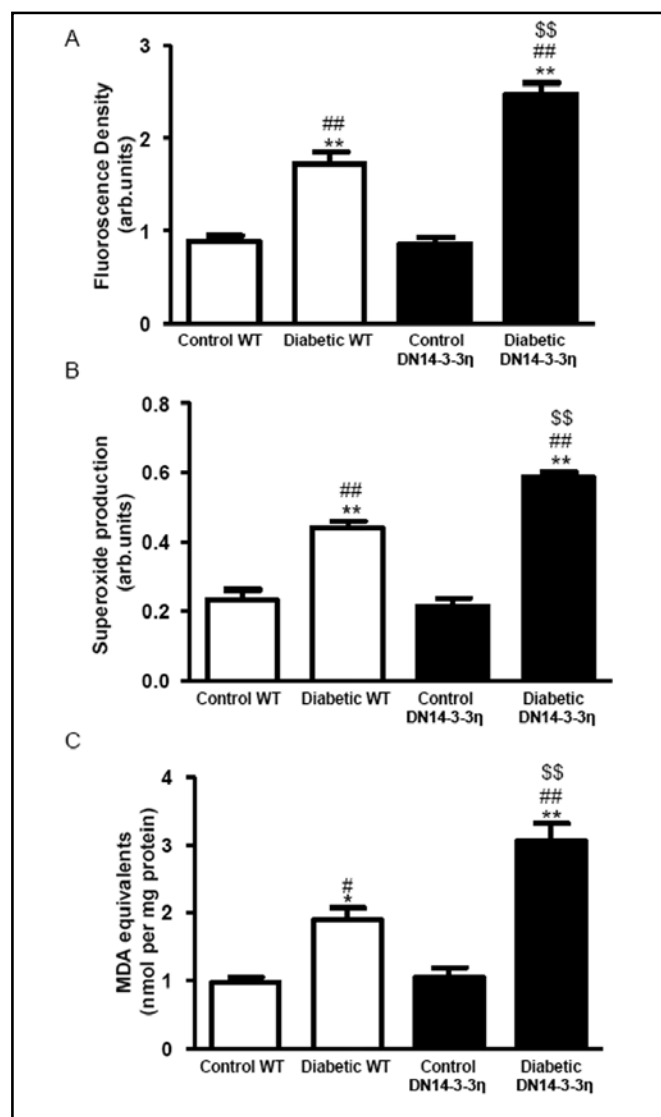 A
Fluoroscence Density
(arb.units)
3
2
1
0
##
**
$$
##
**
Control WT
Diabetic WT
Control
DN14-3-3η
Diabetic
DN14-3-3η
B
Superoxide production
(arb.units)
0.8
0.6
0.4
0.2
0.0
##
**
$$
##
**
Control WT
Diabetic WT
Control
DN14-3-3η
Diabetic
DN14-3-3η
C
MDA equivalents
(nmol per mg protein)
4
3
2
1
0
#
*
$$
##
**
Control WT
Diabetic WT
Control
DN14-3-3η
Diabetic
DN14-3-3η